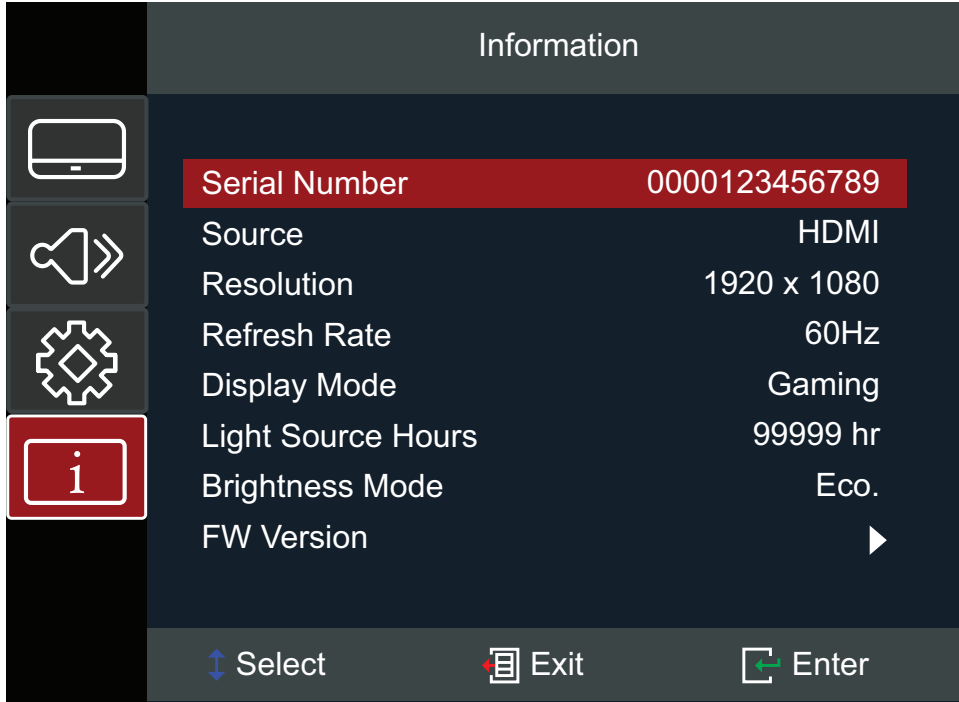 Information
Serial Number 0000123456789
Source HDMI
Resolution 1920 x 1080
Refresh Rate 60Hz
Display Mode Gaming
Light Source Hours 99999 hr
Brightness Mode Eco.
FW Version
i
Select Exit Enter